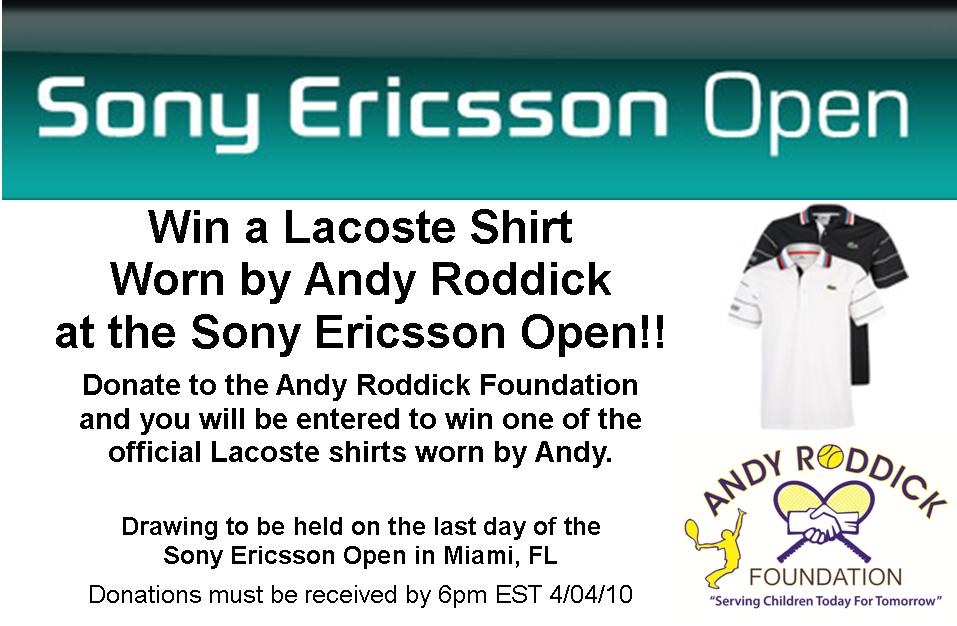 Sony Ericsson Open
Win a Lacoste Shirt
Worn by Andy Roddick
at the Sony Ericsson Open!!
Donate to the Andy Roddick Foundation
and you will be entered to win one of the
official Lacoste shirts worn by Andy.
Drawing to be held on the last day of the
Sony Ericsson Open in Miami, FL
Donations must be received by 6pm EST 4/04/10
ANDY RODDICK
FOUNDATION
"Serving Children Today For Tomorrow"